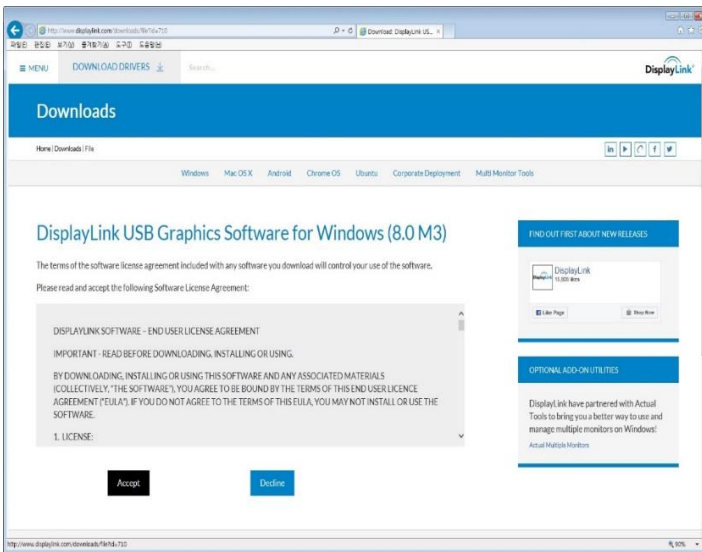 http://www.displaylink.com/downloads/file?id=710
Download: DisplayLink US...
파일(F) 편집(E) 보기(V) 즐겨찾기(A) 도구(T) 도움말(H)
MENU
DOWNLOAD DRIVERS
Search...
DisplayLink
Downloads
Home | Downloads | File
Windows Mac OS X Android Chrome OS Ubuntu Corporate Deployment Multi Monitor Tools
DisplayLink USB Graphics Software for Windows (8.0 M3)
The terms of the software license agreement included with any software you download will control your use of the software.
Please read and accept the following Software License Agreement:
DISPLAYLINK SOFTWARE – END USER LICENSE AGREEMENT
IMPORTANT - READ BEFORE DOWNLOADING, INSTALLING OR USING.
BY DOWNLOADING, INSTALLING OR USING THIS SOFTWARE AND ANY ASSOCIATED MATERIALS
(COLLECTIVELY, "THE SOFTWARE"), YOU AGREE TO BE BOUND BY THE TERMS OF THIS END USER LICENCE
AGREEMENT ("EULA"). IF YOU DO NOT AGREE TO THE TERMS OF THIS EULA, YOU MAY NOT INSTALL OR USE THE
SOFTWARE.
1. LICENSE:
Accept
Decline
FIND OUT FIRST ABOUT NEW RELEASES
DisplayLink
likes
Like Page
Shop Now
OPTIONAL ADD-ON UTILITIES
DisplayLink have partnered with Actual
Tools to bring you a better way to use and
manage multiple monitors on Windows!
Actual Multiple Monitors
http://www.displaylink.com/downloads/file?id=710
90%